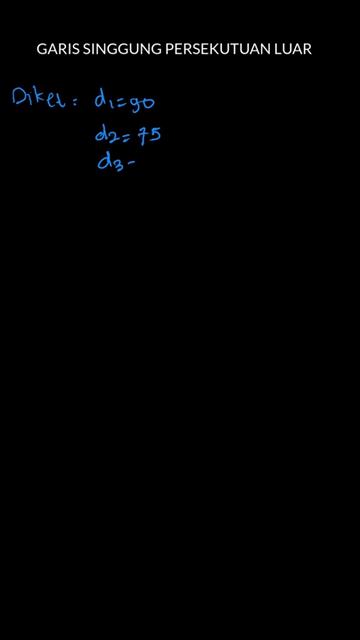 GARIS SINGGUNG PERSEKUTUAN LUAR
Diket : d1 = 90
d2 = 75
d3 -